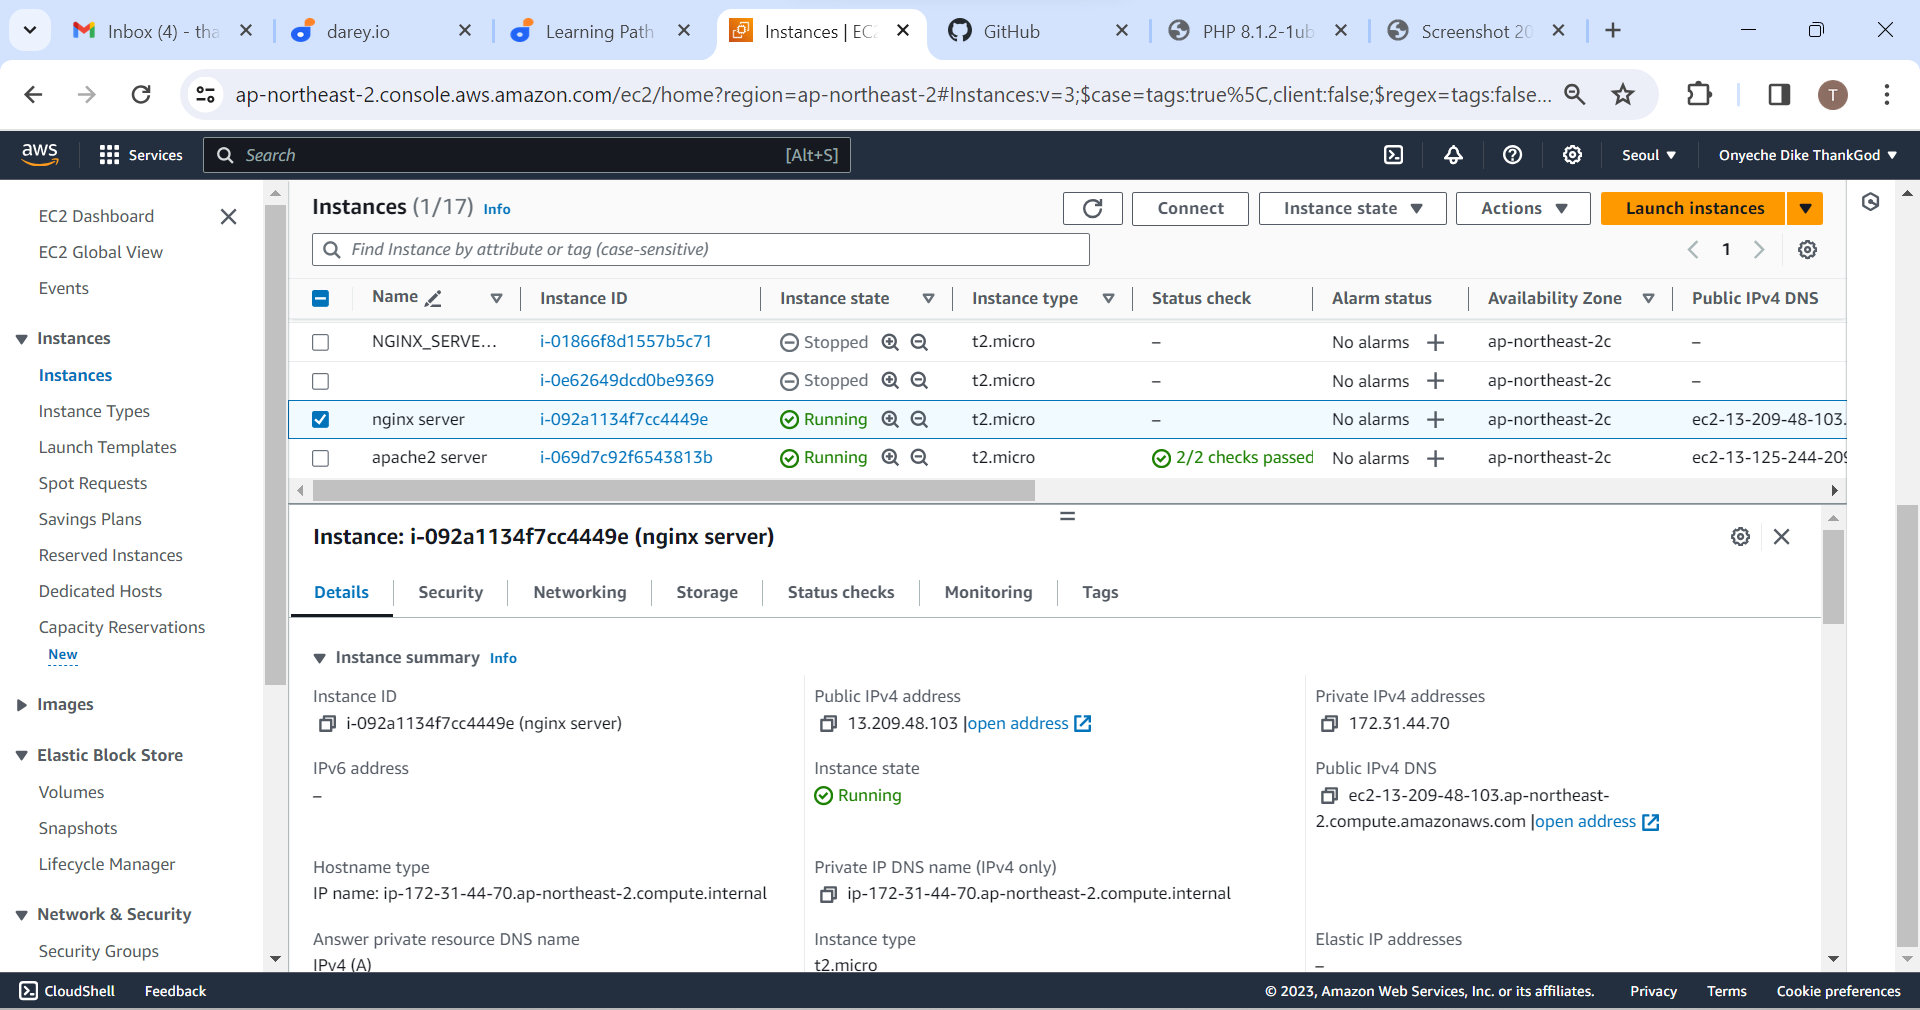 Inbox (4) - tha
darey.io
Learning Path
Instances | EC2
GitHub
PHP 8.1.2-1ub
Screenshot 20
ap-northeast-2.console.aws.amazon.com/ec2/home?region=ap-northeast-2#Instances:v=3;$case=tags:true%5C,client:false;$regex=tags:false...
T
aws
Services
Search
[Alt+S]
Seoul
Onyeche Dike ThankGod
EC2 Dashboard
EC2 Global View
Events
Instances
Instances
Instance Types
Launch Templates
Spot Requests
Savings Plans
Reserved Instances
Dedicated Hosts
Capacity Reservations
New
Images
Elastic Block Store
Volumes
Snapshots
Lifecycle Manager
Network & Security
Security Groups
Instances (1/17) Info
Connect
Instance state
Actions
Launch instances
Find Instance by attribute or tag (case-sensitive)
1
Name Instance ID Instance state Instance type Status check Alarm status Availability Zone Public IPv4 DNS
NGINX_SERVE... i-01866f8d1557b5c71 Stopped t2.micro – No alarms + ap-northeast-2c –
i-0e62649dcd0be9369 Stopped t2.micro – No alarms + ap-northeast-2c –
nginx server i-092a1134f7cc4449e Running t2.micro – No alarms + ap-northeast-2c ec2-13-209-48-103.
apache2 server i-069d7c92f6543813b Running t2.micro 2/2 checks passed No alarms + ap-northeast-2c ec2-13-125-244-209
Instance: i-092a1134f7cc4449e (nginx server)
Details Security Networking Storage Status checks Monitoring Tags
Instance summary Info
Instance ID
i-092a1134f7cc4449e (nginx server)
Public IPv4 address
13.209.48.103 |open address
Private IPv4 addresses
172.31.44.70
IPv6 address
–
Instance state
Running
Public IPv4 DNS
ec2-13-209-48-103.ap-northeast-
2.compute.amazonaws.com |open address
Hostname type
IP name: ip-172-31-44-70.ap-northeast-2.compute.internal
Private IP DNS name (IPv4 only)
ip-172-31-44-70.ap-northeast-2.compute.internal
Answer private resource DNS name
IPv4 (A)
Instance type
t2.micro
Elastic IP addresses
–
CloudShell
Feedback
© 2023, Amazon Web Services, Inc. or its affiliates.
Privacy
Terms
Cookie preferences